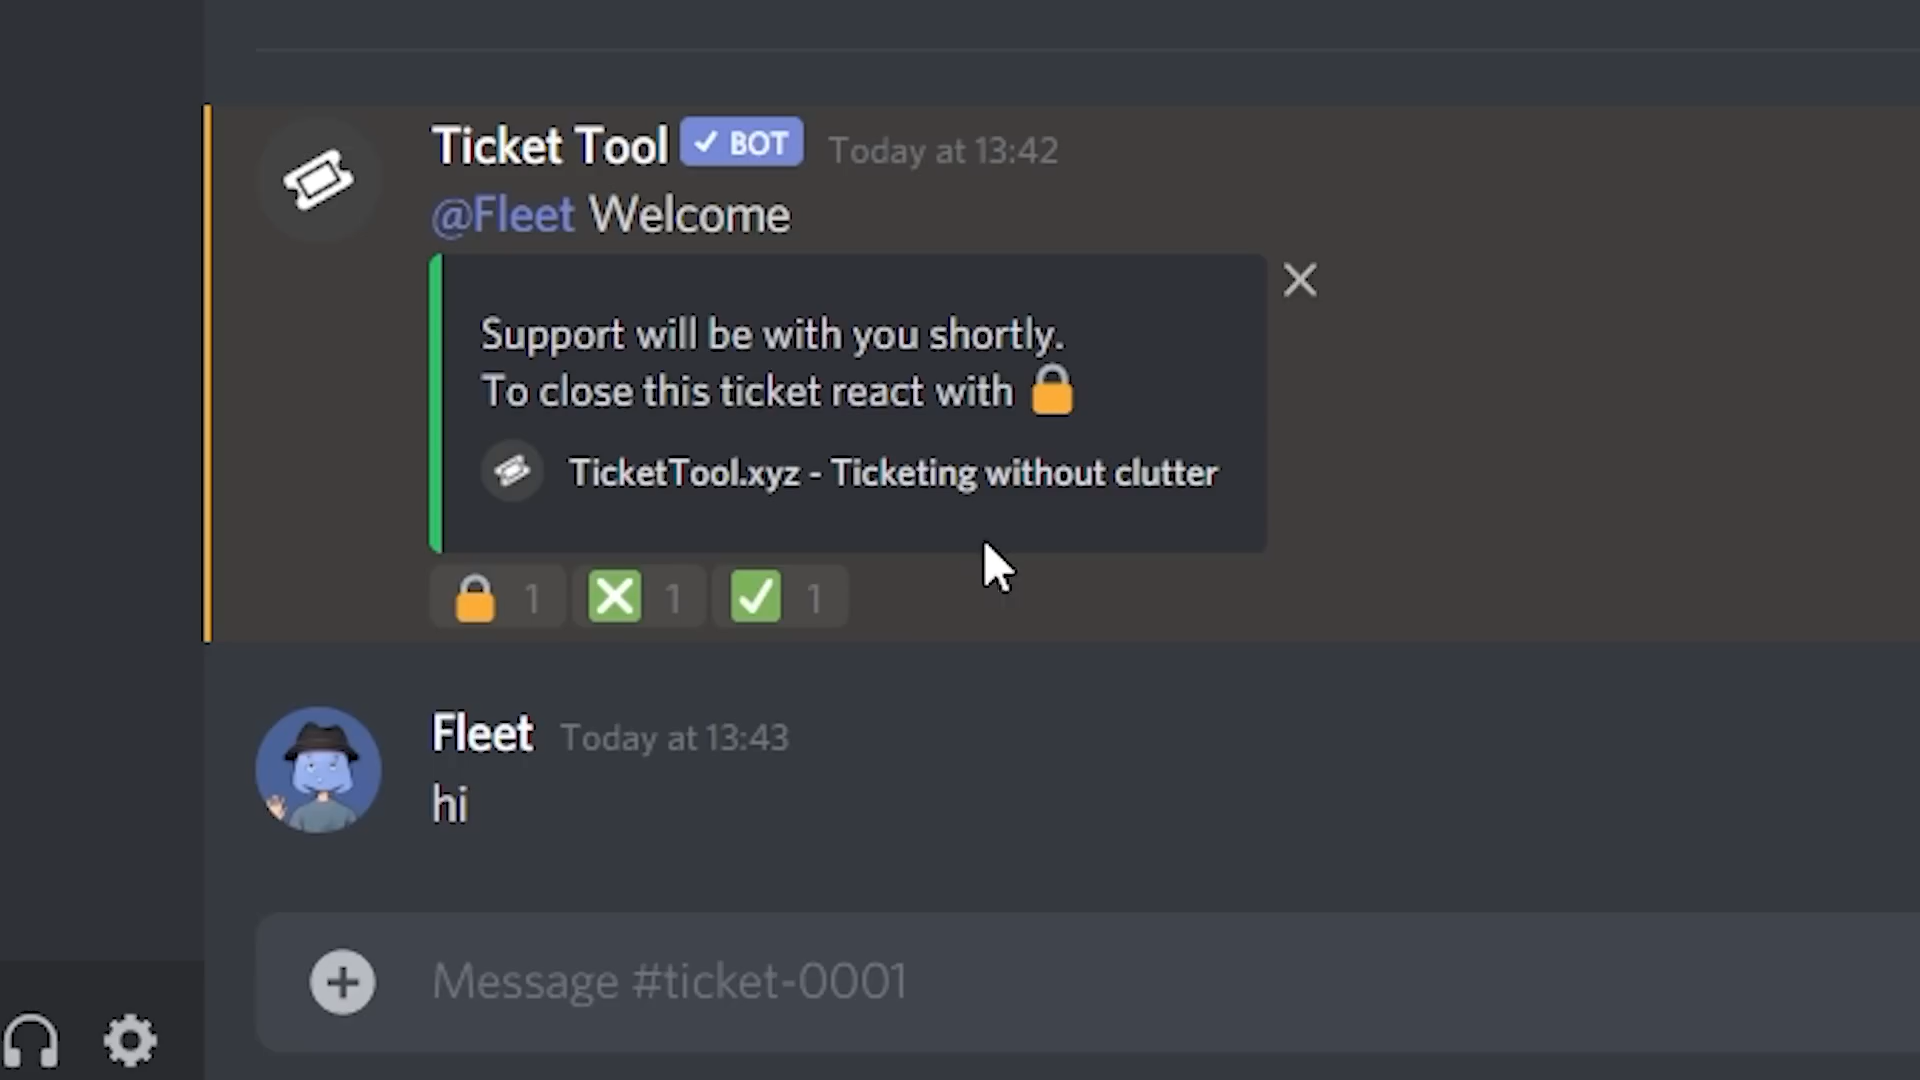 Ticket Tool ✓ BOT Today at 13:42
@Fleet Welcome
Support will be with you shortly.
To close this ticket react with 🔒
TicketTool.xyz - Ticketing without clutter
🔒 1 ❎ 1 ✅ 1
Fleet Today at 13:43
hi
Message #ticket-0001